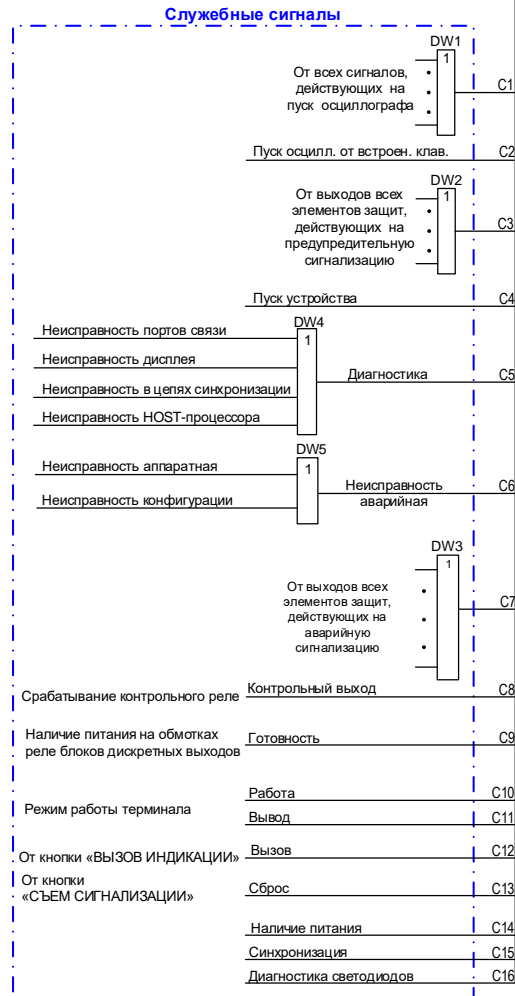 Служебные сигналы
DW1
1
От всех сигналов,
действующих на
пуск осциллографа
C1
Пуск осцилл. от встроен. клав.
C2
DW2
1
От выходов всех
элементов защит,
действующих на
предупредительную
сигнализацию
C3
Пуск устройства
C4
DW4
1
Неисправность портов связи
Неисправность дисплея
Неисправность в цепях синхронизации
Неисправность HOST-процессора
Диагностика
C5
DW5
1
Неисправность аппаратная
Неисправность конфигурации
Неисправность
аварийная
C6
DW3
1
От выходов всех
элементов защит,
действующих на
аварийную
сигнализацию
C7
Срабатывание контрольного реле
Контрольный выход
C8
Наличие питания на обмотках
реле блоков дискретных выходов
Готовность
C9
Режим работы терминала
Работа
C10
Вывод
C11
От кнопки «ВЫЗОВ ИНДИКАЦИИ»
Вызов
C12
От кнопки
«СЪЕМ СИГНАЛИЗАЦИИ»
Сброс
C13
Наличие питания
C14
Синхронизация
C15
Диагностика светодиодов
C16